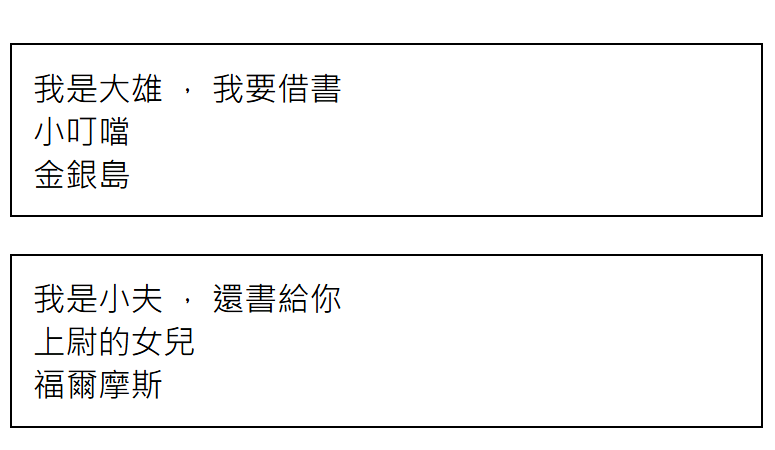 我是大雄 ， 我要借書
小叮噹
金銀島
我是小夫 ， 還書給你
上尉的女兒
福爾摩斯